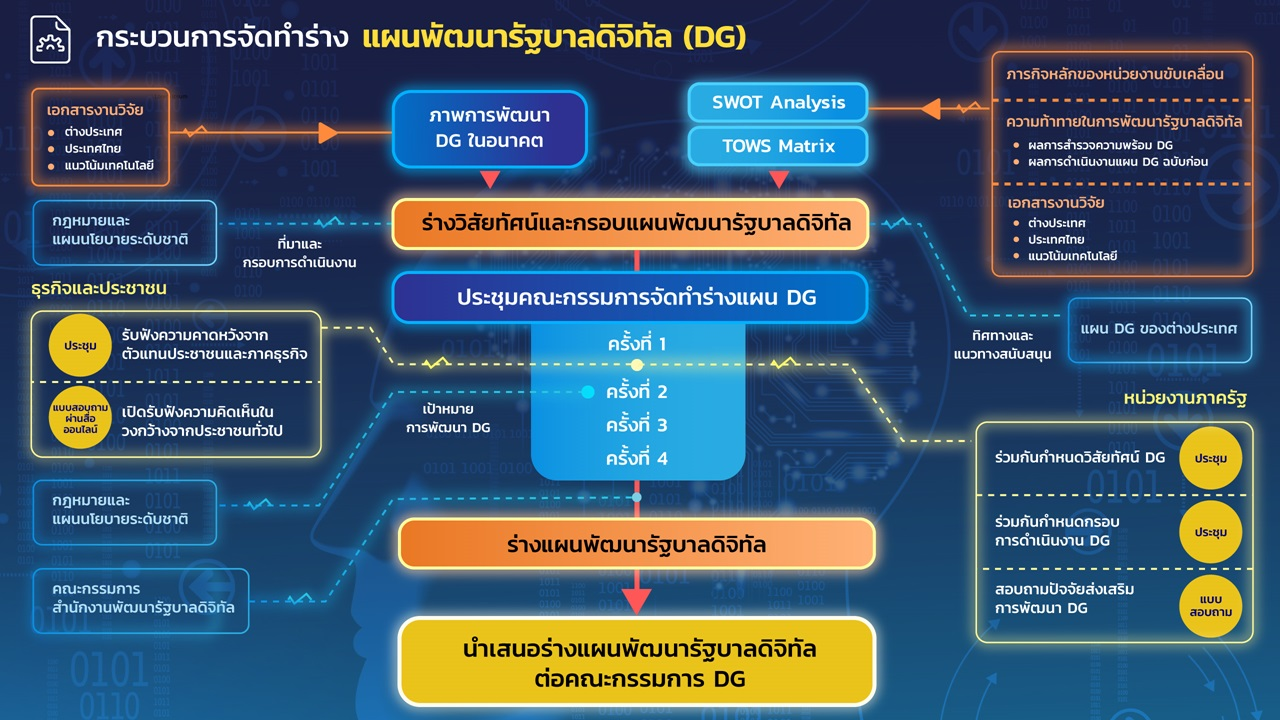 กระบวนการจัดทำร่าง แผนพัฒนารัฐบาลดิจิทัล (DG)
เอกสารงานวิจัย
ต่างประเทศ
ประเทศไทย
แนวโน้มเทคโนโลยี
ภาพการพัฒนา
DG ในอนาคต
SWOT Analysis
TOWS Matrix
ภารกิจหลักของหน่วยงานขับเคลื่อน
ความท้าทายในการพัฒนารัฐบาลดิจิทัล
ผลการสำรวจความพร้อม DG
ผลการดำเนินงานแผน DG ฉบับก่อน
เอกสารงานวิจัย
ต่างประเทศ
ประเทศไทย
แนวโน้มเทคโนโลยี
กฎหมายและ
แผนนโยบายระดับชาติ
ที่มาและ
กรอบการดำเนินงาน
ร่างวิสัยทัศน์และกรอบแผนพัฒนารัฐบาลดิจิทัล
ประชุมคณะกรรมการจัดทำร่างแผน DG
ครั้งที่ 1
ครั้งที่ 2
ครั้งที่ 3
ครั้งที่ 4
แผน DG ของต่างประเทศ
ทิศทางและ
แนวทางสนับสนุน
ธุรกิจและประชาชน
ประชุม
รับฟังความคาดหวังจาก
ตัวแทนประชาชนและภาคธุรกิจ
แบบสอบถาม
ผ่านสื่อ
ออนไลน์
เปิดรับฟังความคิดเห็นใน
วงกว้างจากประชาชนทั่วไป
เป้าหมาย
การพัฒนา DG
หน่วยงานภาครัฐ
ร่วมกันกำหนดวิสัยทัศน์ DG
ประชุม
ร่วมกันกำหนดกรอบ
การดำเนินงาน DG
ประชุม
สอบถามปัจจัยส่งเสริม
การพัฒนา DG
แบบ
สอบถาม
กฎหมายและ
แผนนโยบายระดับชาติ
คณะกรรมการ
สำนักงานพัฒนารัฐบาลดิจิทัล
ร่างแผนพัฒนารัฐบาลดิจิทัล
นำเสนอร่างแผนพัฒนารัฐบาลดิจิทัล
ต่อคณะกรรมการ DG